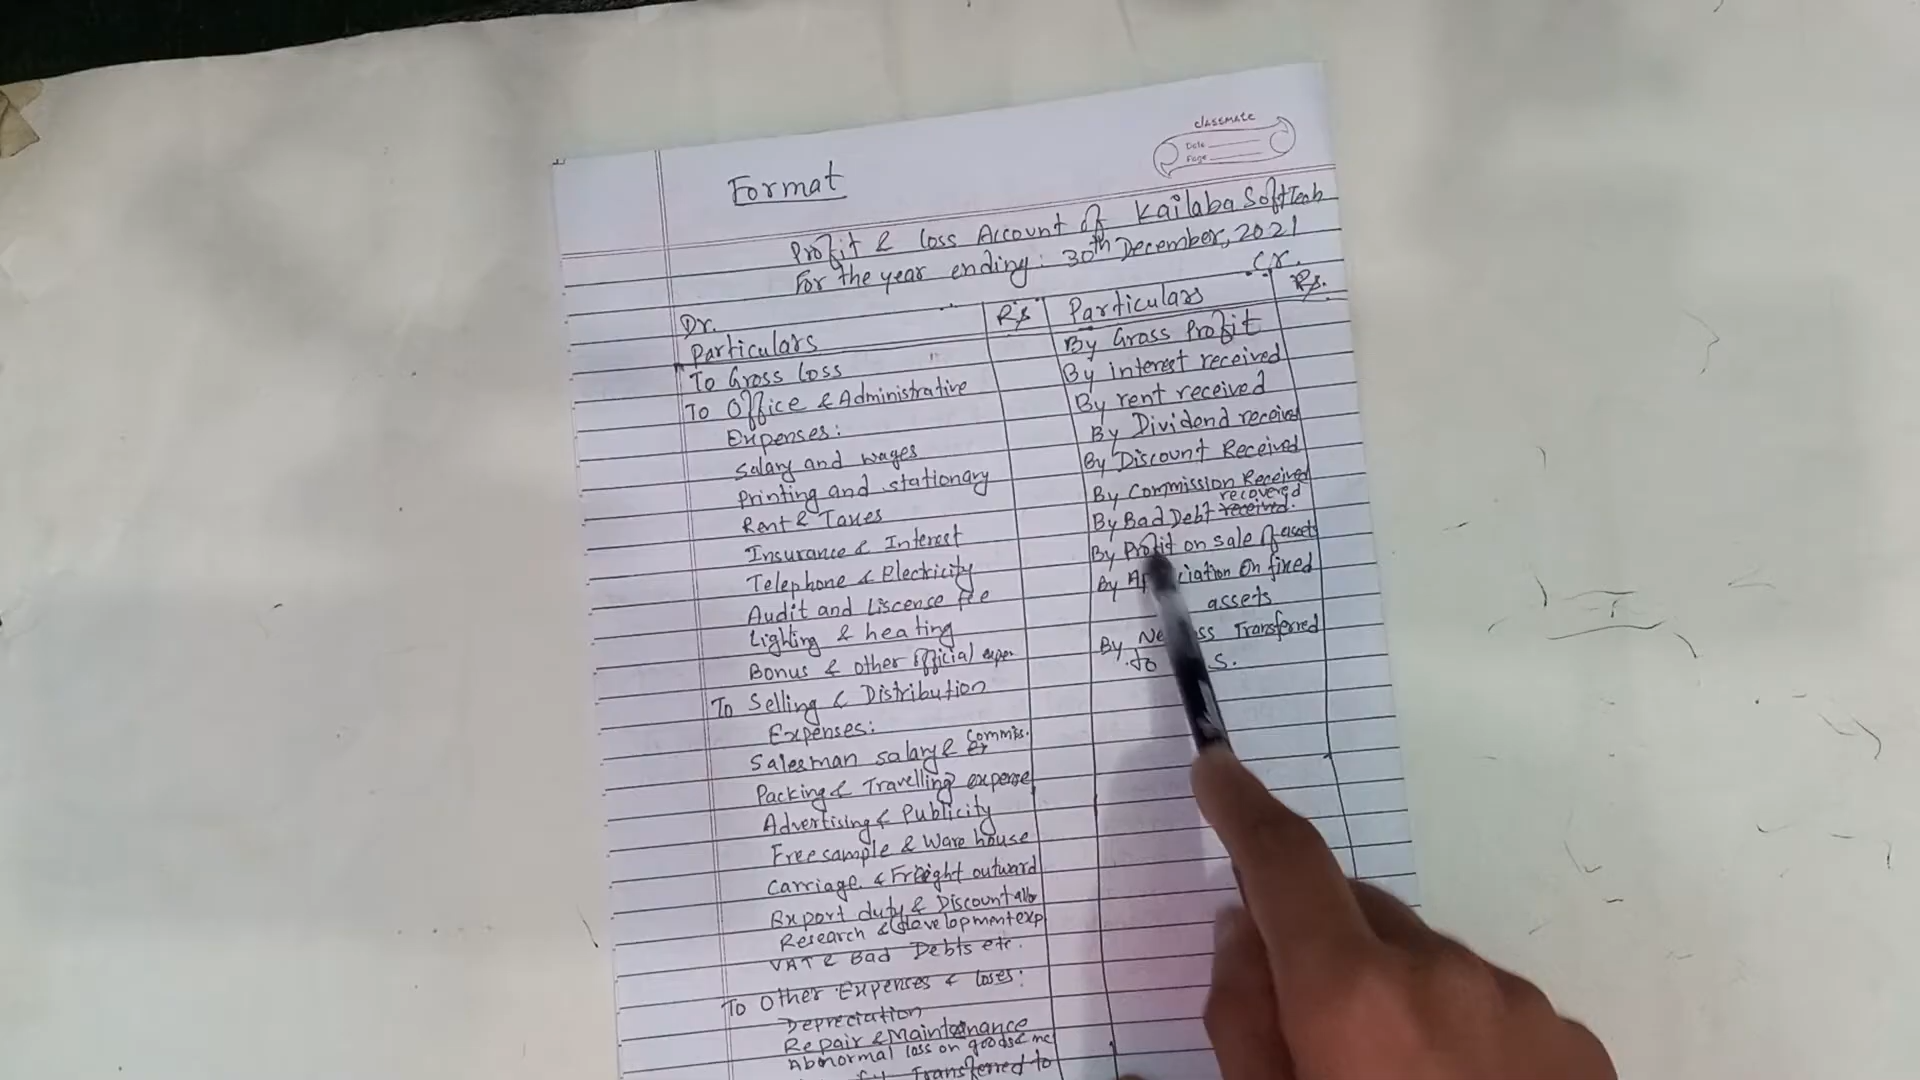 classmate
Date
Page
Format
Profit & Loss Account of Kailaba SoftTech
For the year ending: 30th December, 2021
Dr.
Cr.
Particulars Rs Particulars Rs.
To Gross Loss
To Office & Administrative
Expenses:
Salary and wages
Printing and stationary
Rent & Taxes
Insurance & Interest
Telephone & Electricity
Audit and Liscense fee
Lighting & heating
Bonus & other official expen
To Selling & Distribution
Expenses:
Salesman salary & commiss.
Packing & Travelling expense
Advertising & Publicity
Free sample & Ware house
Carriage & Freight outward
Export duty & Discount allo
Research & development exp
VAT & Bad Debts etc.
To Other Expenses & loses:
Depreciation
Repair & Maintenance
Abnormal loss on goods & mc
Transferred to
By Gross Profit
By interest received
By rent received
By Dividend received
By Discount Received
By Commission Received
By Bad Debt received. recovered
By Profit on sale of assets
By on fixed
assets
By Transferred
to S.